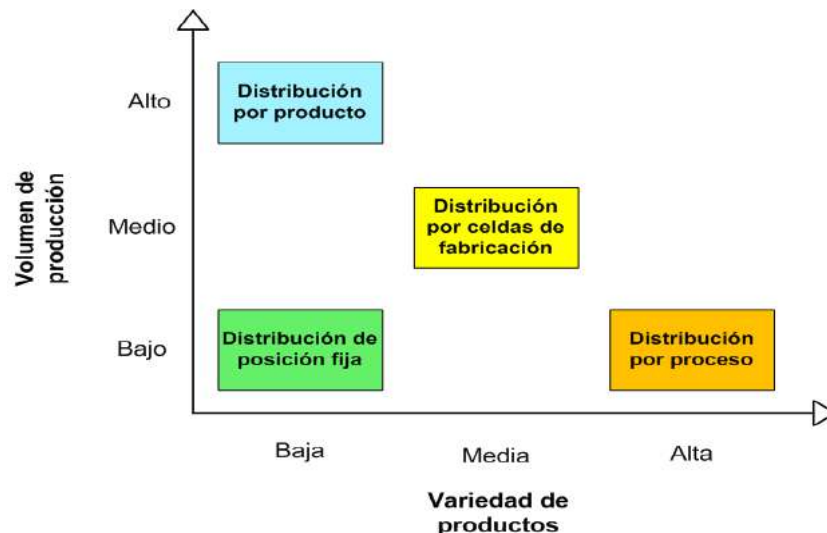 Alto
Distribución
por producto
Volumen de
producción
Medio
Distribución
por celdas de
fabricación
Bajo
Distribución de
posición fija
Distribución
por proceso
Baja
Media
Alta
Variedad de
productos